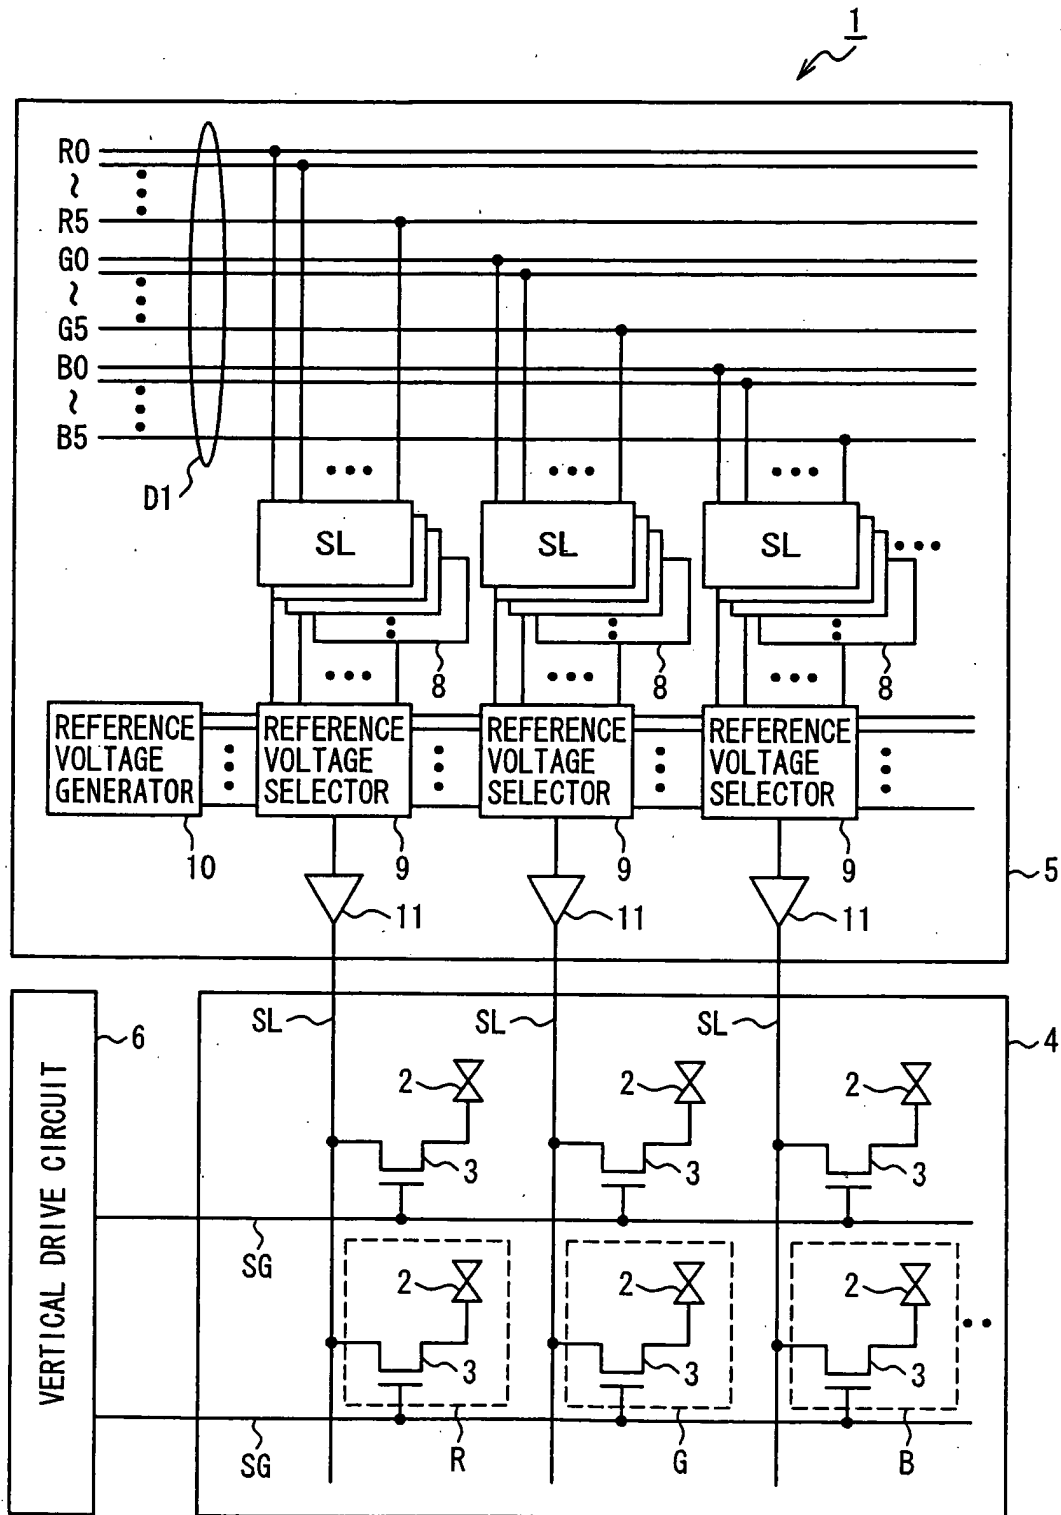 1
R0
~
R5
G0
~
G5
B0
~
B5
D1
SL SL SL
8 8 8
REFERENCE VOLTAGE GENERATOR
REFERENCE VOLTAGE SELECTOR
REFERENCE VOLTAGE SELECTOR
REFERENCE VOLTAGE SELECTOR
10 9 9 9
5
11 11 11
6
SL SL SL
4
VERTICAL DRIVE CIRCUIT
2 2 2
3 3 3
SG
2 2 2
3 3 3
SG R G B